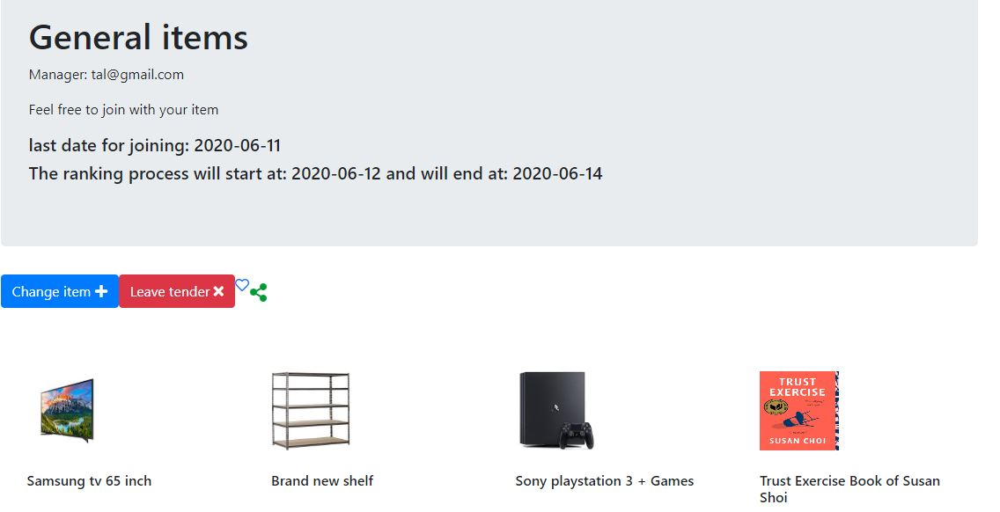 General items
Manager: tal@gmail.com
Feel free to join with your item
last date for joining: 2020-06-11
The ranking process will start at: 2020-06-12 and will end at: 2020-06-14
Change item
Leave tender
TRUST
EXERCISE
SUSAN CHOI
Samsung tv 65 inch
Brand new shelf
Sony playstation 3 + Games
Trust Exercise Book of Susan
Shoi